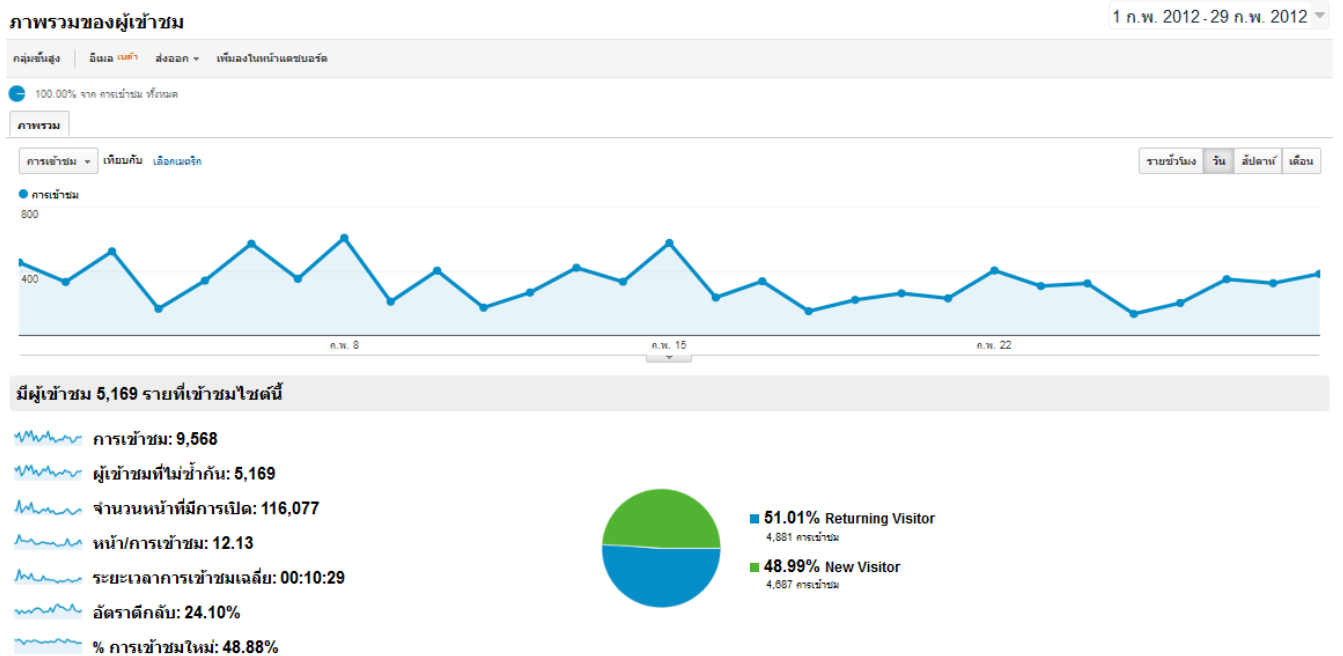 ภาพรวมของผู้เข้าชม
1 ก.พ. 2012 - 29 ก.พ. 2012
กลุ่มขั้นสูง อีเมล เบต้า ส่งออก เพิ่มลงในหน้าแดชบอร์ด
100.00% จาก การเข้าชม ทั้งหมด
ภาพรวม
การเข้าชม เทียบกับ เลือกเมตริก
รายชั่วโมง วัน สัปดาห์ เดือน
การเข้าชม
800
400
ก.พ. 8 ก.พ. 15 ก.พ. 22
มีผู้เข้าชม 5,169 รายที่เข้าชมไซต์นี้
การเข้าชม: 9,568
ผู้เข้าชมที่ไม่ซ้ำกัน: 5,169
จำนวนหน้าที่มีการเปิด: 116,077
หน้า/การเข้าชม: 12.13
ระยะเวลาการเข้าชมเฉลี่ย: 00:10:29
อัตราตีกลับ: 24.10%
% การเข้าชมใหม่: 48.88%
51.01% Returning Visitor
4,881 การเข้าชม
48.99% New Visitor
4,687 การเข้าชม